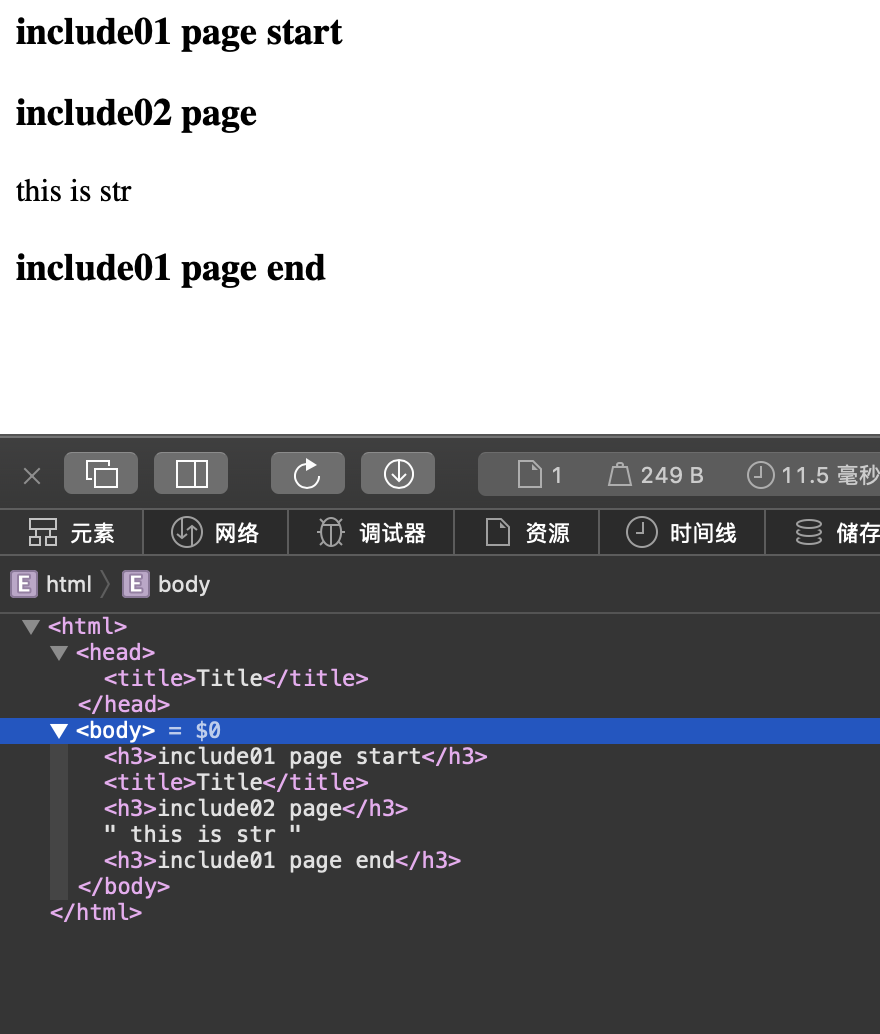 include01 page start
include02 page
this is str
include01 page end
1 249 B 11.5 毫秒
元素 网络 调试器 资源 时间线 储存
E html E body
<html>
<head>
<title>Title</title>
</head>
<body> = $0
<h3>include01 page start</h3>
<title>Title</title>
<h3>include02 page</h3>
" this is str "
<h3>include01 page end</h3>
</body>
</html>